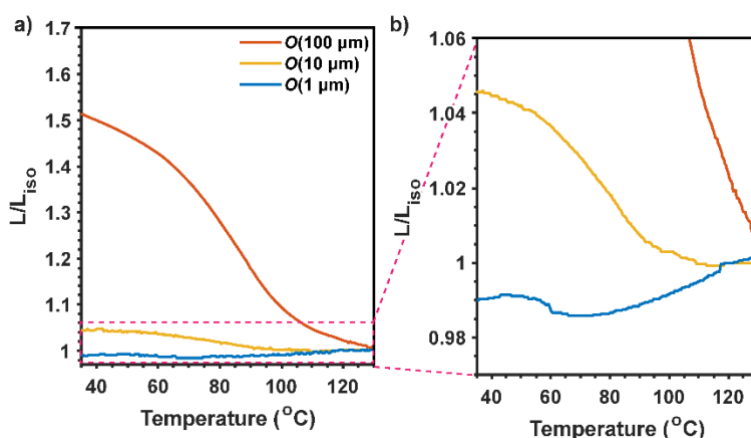 a)
1.7
1.6
1.5
1.4
1.3
1.2
1.1
1
L/Liso
O(100 µm)
O(10 µm)
O(1 µm)
40 60 80 100 120
Temperature (°C)
b)
1.06
1.04
1.02
1
0.98
L/Liso
40 60 80 100 120
Temperature (°C)